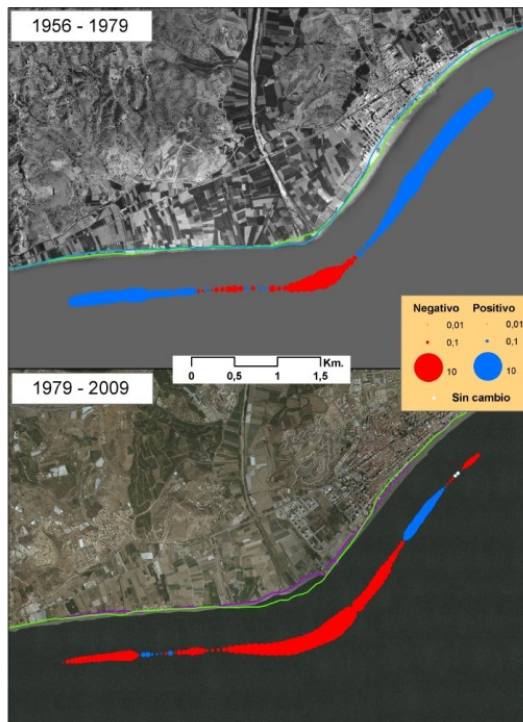 1956 - 1979
Negativo Positivo
0,01 0,01
0,1 0,1
10 10
Sin cambio
Km.
0 0,5 1 1,5
1979 - 2009